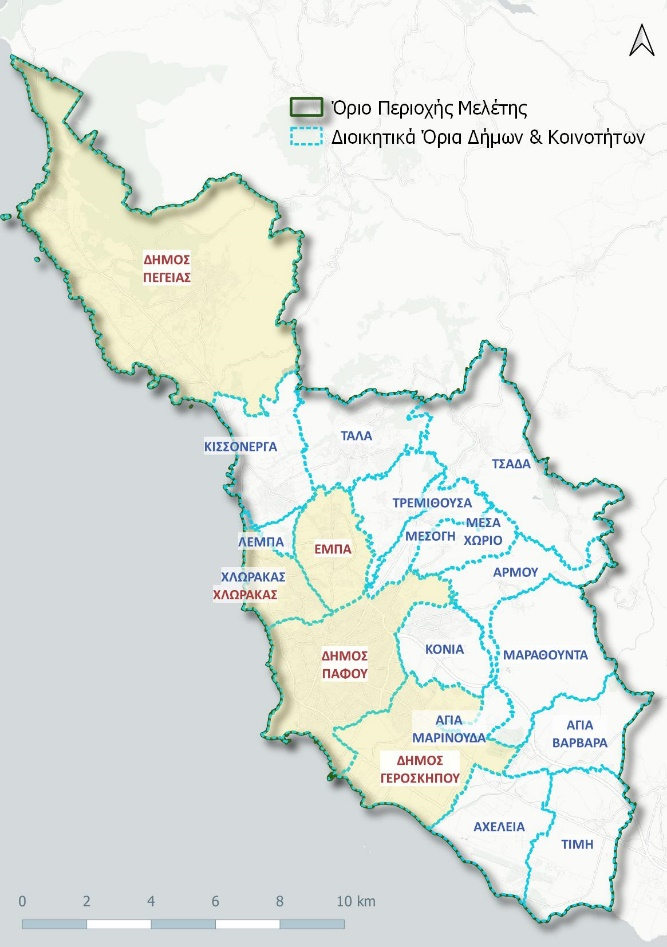 Όριο Περιοχής Μελέτης
Διοικητικά Όρια Δήμων & Κοινοτήτων
ΔΗΜΟΣ
ΠΕΓΕΙΑΣ
ΚΙΣΣΟΝΕΡΓΑ
ΤΑΛΑ
ΤΣΑΔΑ
ΤΡΕΜΙΘΟΥΣΑ
ΜΕΣΟΓΗ
ΜΕΣΑ
ΧΩΡΙΟ
ΛΕΜΠΑ
ΕΜΠΑ
ΑΡΜΟΥ
ΧΛΩΡΑΚΑΣ
ΧΛΩΡΑΚΑΣ
ΚΟΝΙΑ
ΜΑΡΑΘΟΥΝΤΑ
ΔΗΜΟΣ
ΠΑΦΟΥ
ΑΓΙΑ
ΜΑΡΙΝΟΥΔΑ
ΑΓΙΑ
ΒΑΡΒΑΡΑ
ΔΗΜΟΣ
ΓΕΡΟΣΚΗΠΟΥ
ΑΧΕΛΕΙΑ
ΤΙΜΗ
0 2 4 6 8 10 km